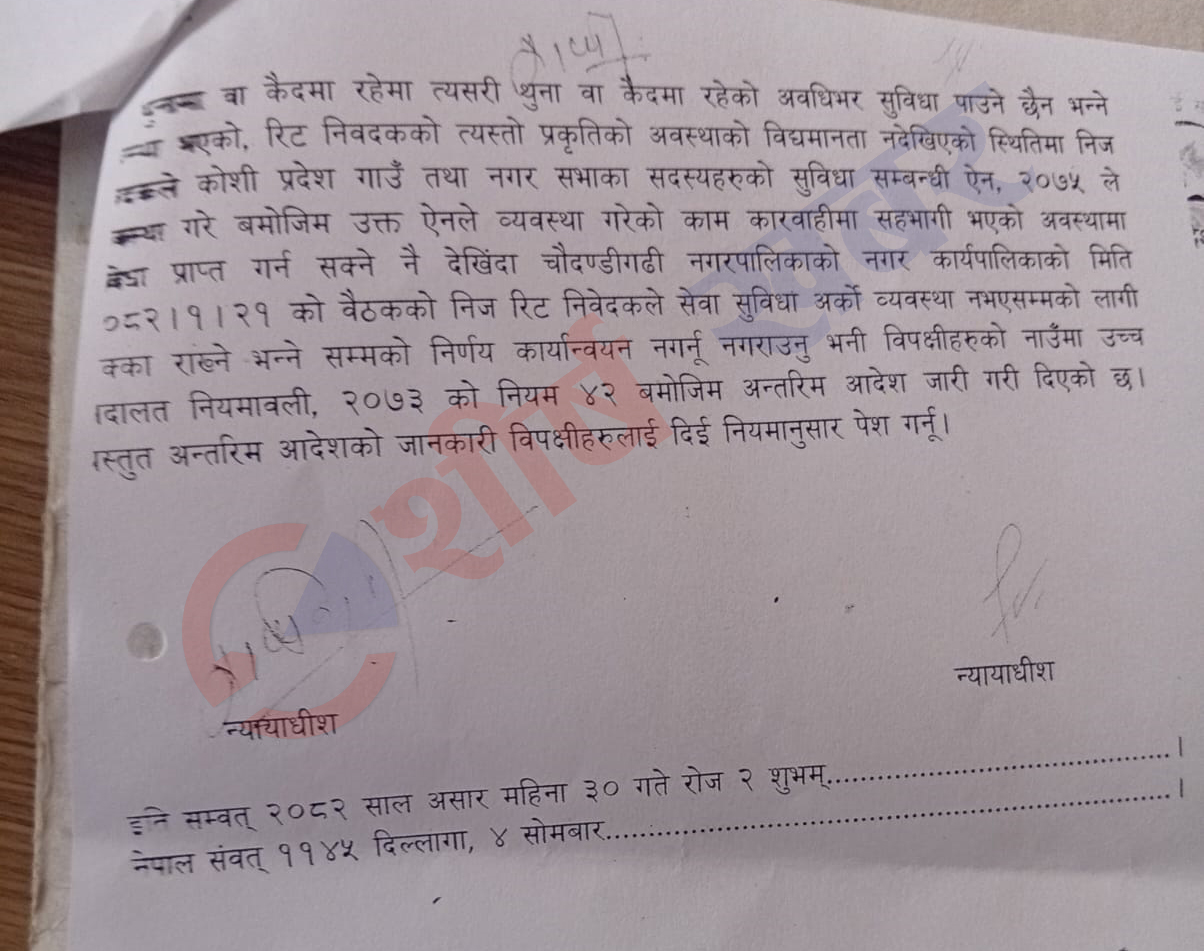 वा कैदमा रहेमा त्यसरी थुना वा कैदमा रहेको अवधिभर सुविधा पाउने छैन भन्ने
रिट निवदकको त्यस्तो प्रकृतिको अवस्थाको विद्यमानता नदेखिएको स्थितिमा निज
कोशी प्रदेश गाउँ तथा नगर सभाका सदस्यहरुको सुविधा सम्बन्धी ऐन, २०७५ ले
गरे बमोजिम उक्त ऐनले व्यवस्था गरेको काम कारवाहीमा सहभागी भएको अवस्थामा
प्राप्त गर्न सक्ने नै देखिंदा चौदण्डीगढी नगरपालिकाको नगर कार्यपालिकाको मिति
०८२।१।२१ को वैठकको निज रिट निवेदकले सेवा सुविधा अर्को व्यवस्था नभएसम्मको लागी
क्का राख्ने भन्ने सम्मको निर्णय कार्यान्वयन नगर्नू नगराउनु भनी विपक्षीहरुको नाउँमा उच्च
दालत नियमावली, २०७३ को नियम ४२ बमोजिम अन्तरिम आदेश जारी गरी दिएको छ।
स्तुत अन्तरिम आदेशको जानकारी विपक्षीहरुलाई दिई नियमानुसार पेश गर्नू।
शीर्ष खबर
न्यायाधीश
न्यायाधीश
इति सम्वत् २०८२ साल असार महिना ३० गते रोज २ शुभम्.......................................।
नेपाल संवत् ११४५ दिल्लागा, ४ सोमबार...............................................................।